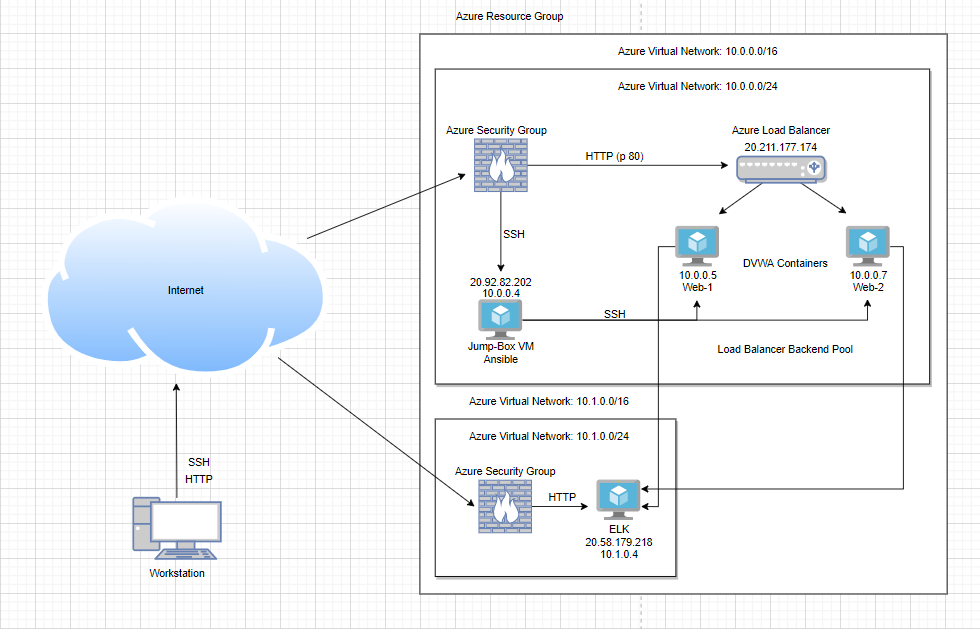 Azure Resource Group
Azure Virtual Network: 10.0.0.0/16
Azure Virtual Network: 10.0.0.0/24
Azure Security Group
HTTP (p 80)
Azure Load Balancer
20.211.177.174
SSH
Internet
20.92.82.202
10.0.0.4
Jump-Box VM
Ansible
SSH
10.0.0.5
Web-1
DVWA Containers
10.0.0.7
Web-2
Load Balancer Backend Pool
Azure Virtual Network: 10.1.0.0/16
Azure Virtual Network: 10.1.0.0/24
Azure Security Group
HTTP
ELK
20.58.179.218
10.1.0.4
SSH
HTTP
Workstation